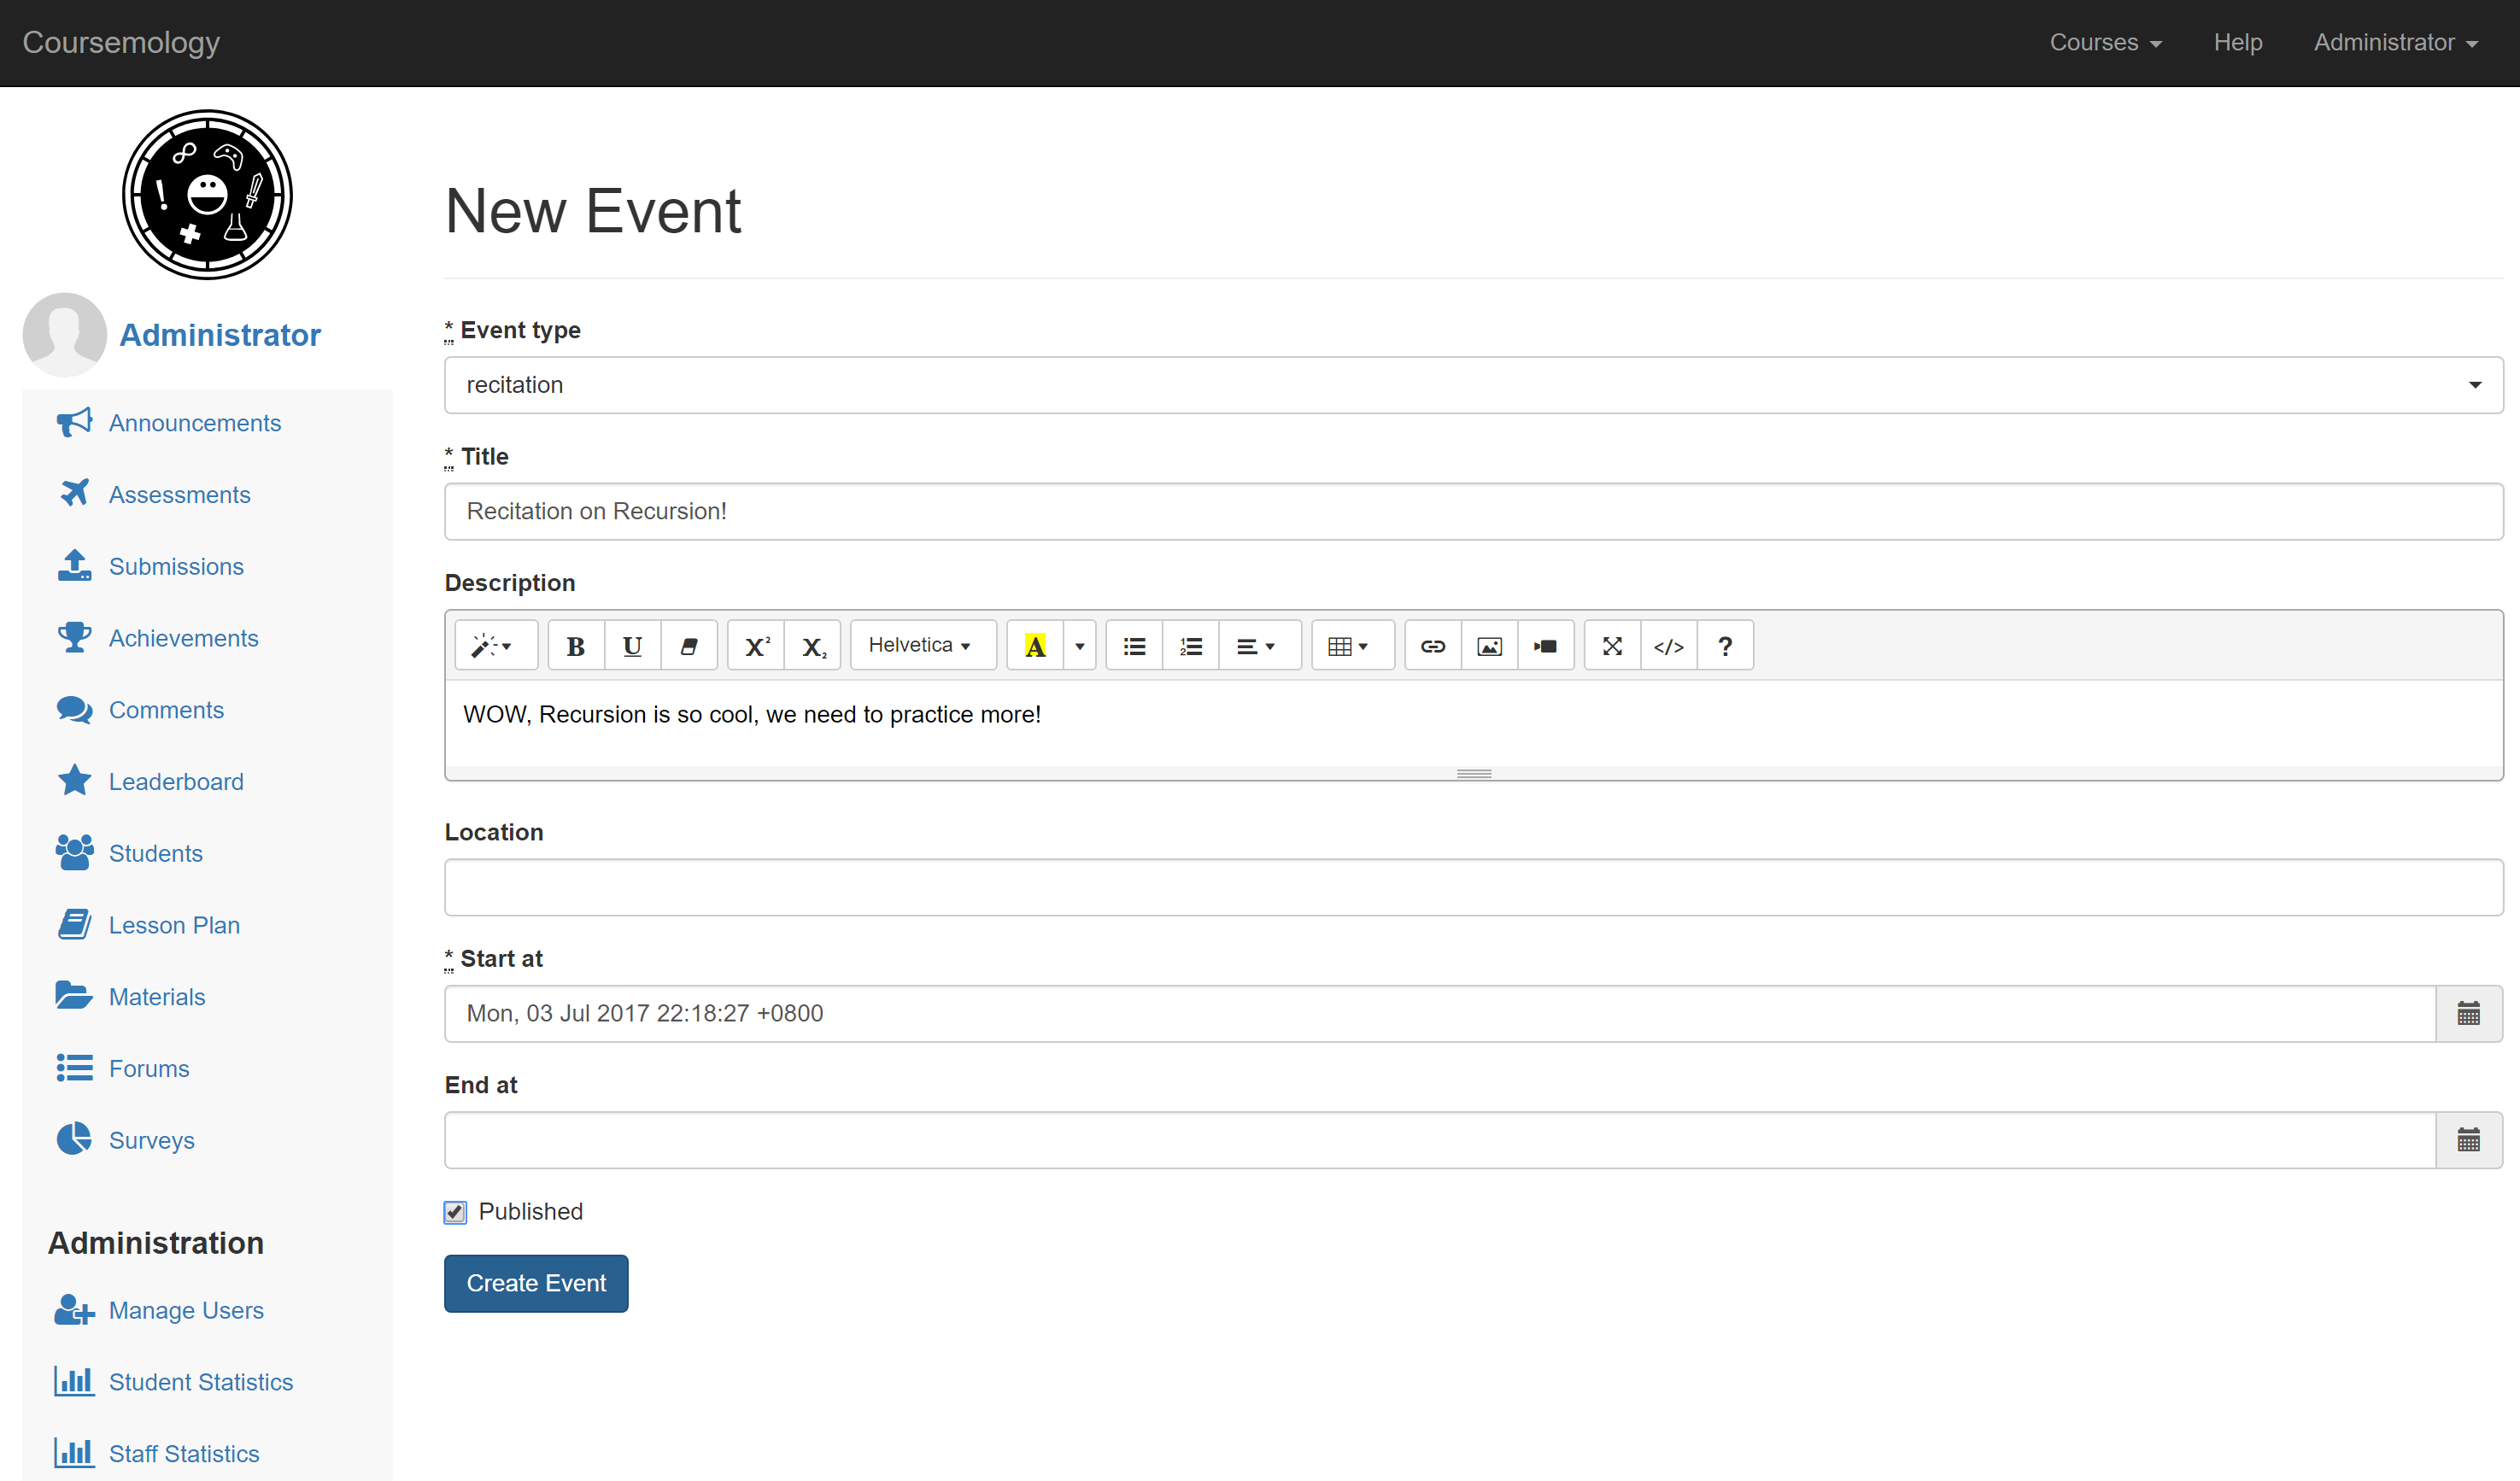 Coursemology
Courses
Help
Administrator
Administrator
Announcements
Assessments
Submissions
Achievements
Comments
Leaderboard
Students
Lesson Plan
Materials
Forums
Surveys
Administration
Manage Users
Student Statistics
Staff Statistics
New Event
* Event type
recitation
* Title
Recitation on Recursion!
Description
B U X² X₂ Helvetica A </> ?
WOW, Recursion is so cool, we need to practice more!
Location
* Start at
Mon, 03 Jul 2017 22:18:27 +0800
End at
Published
Create Event